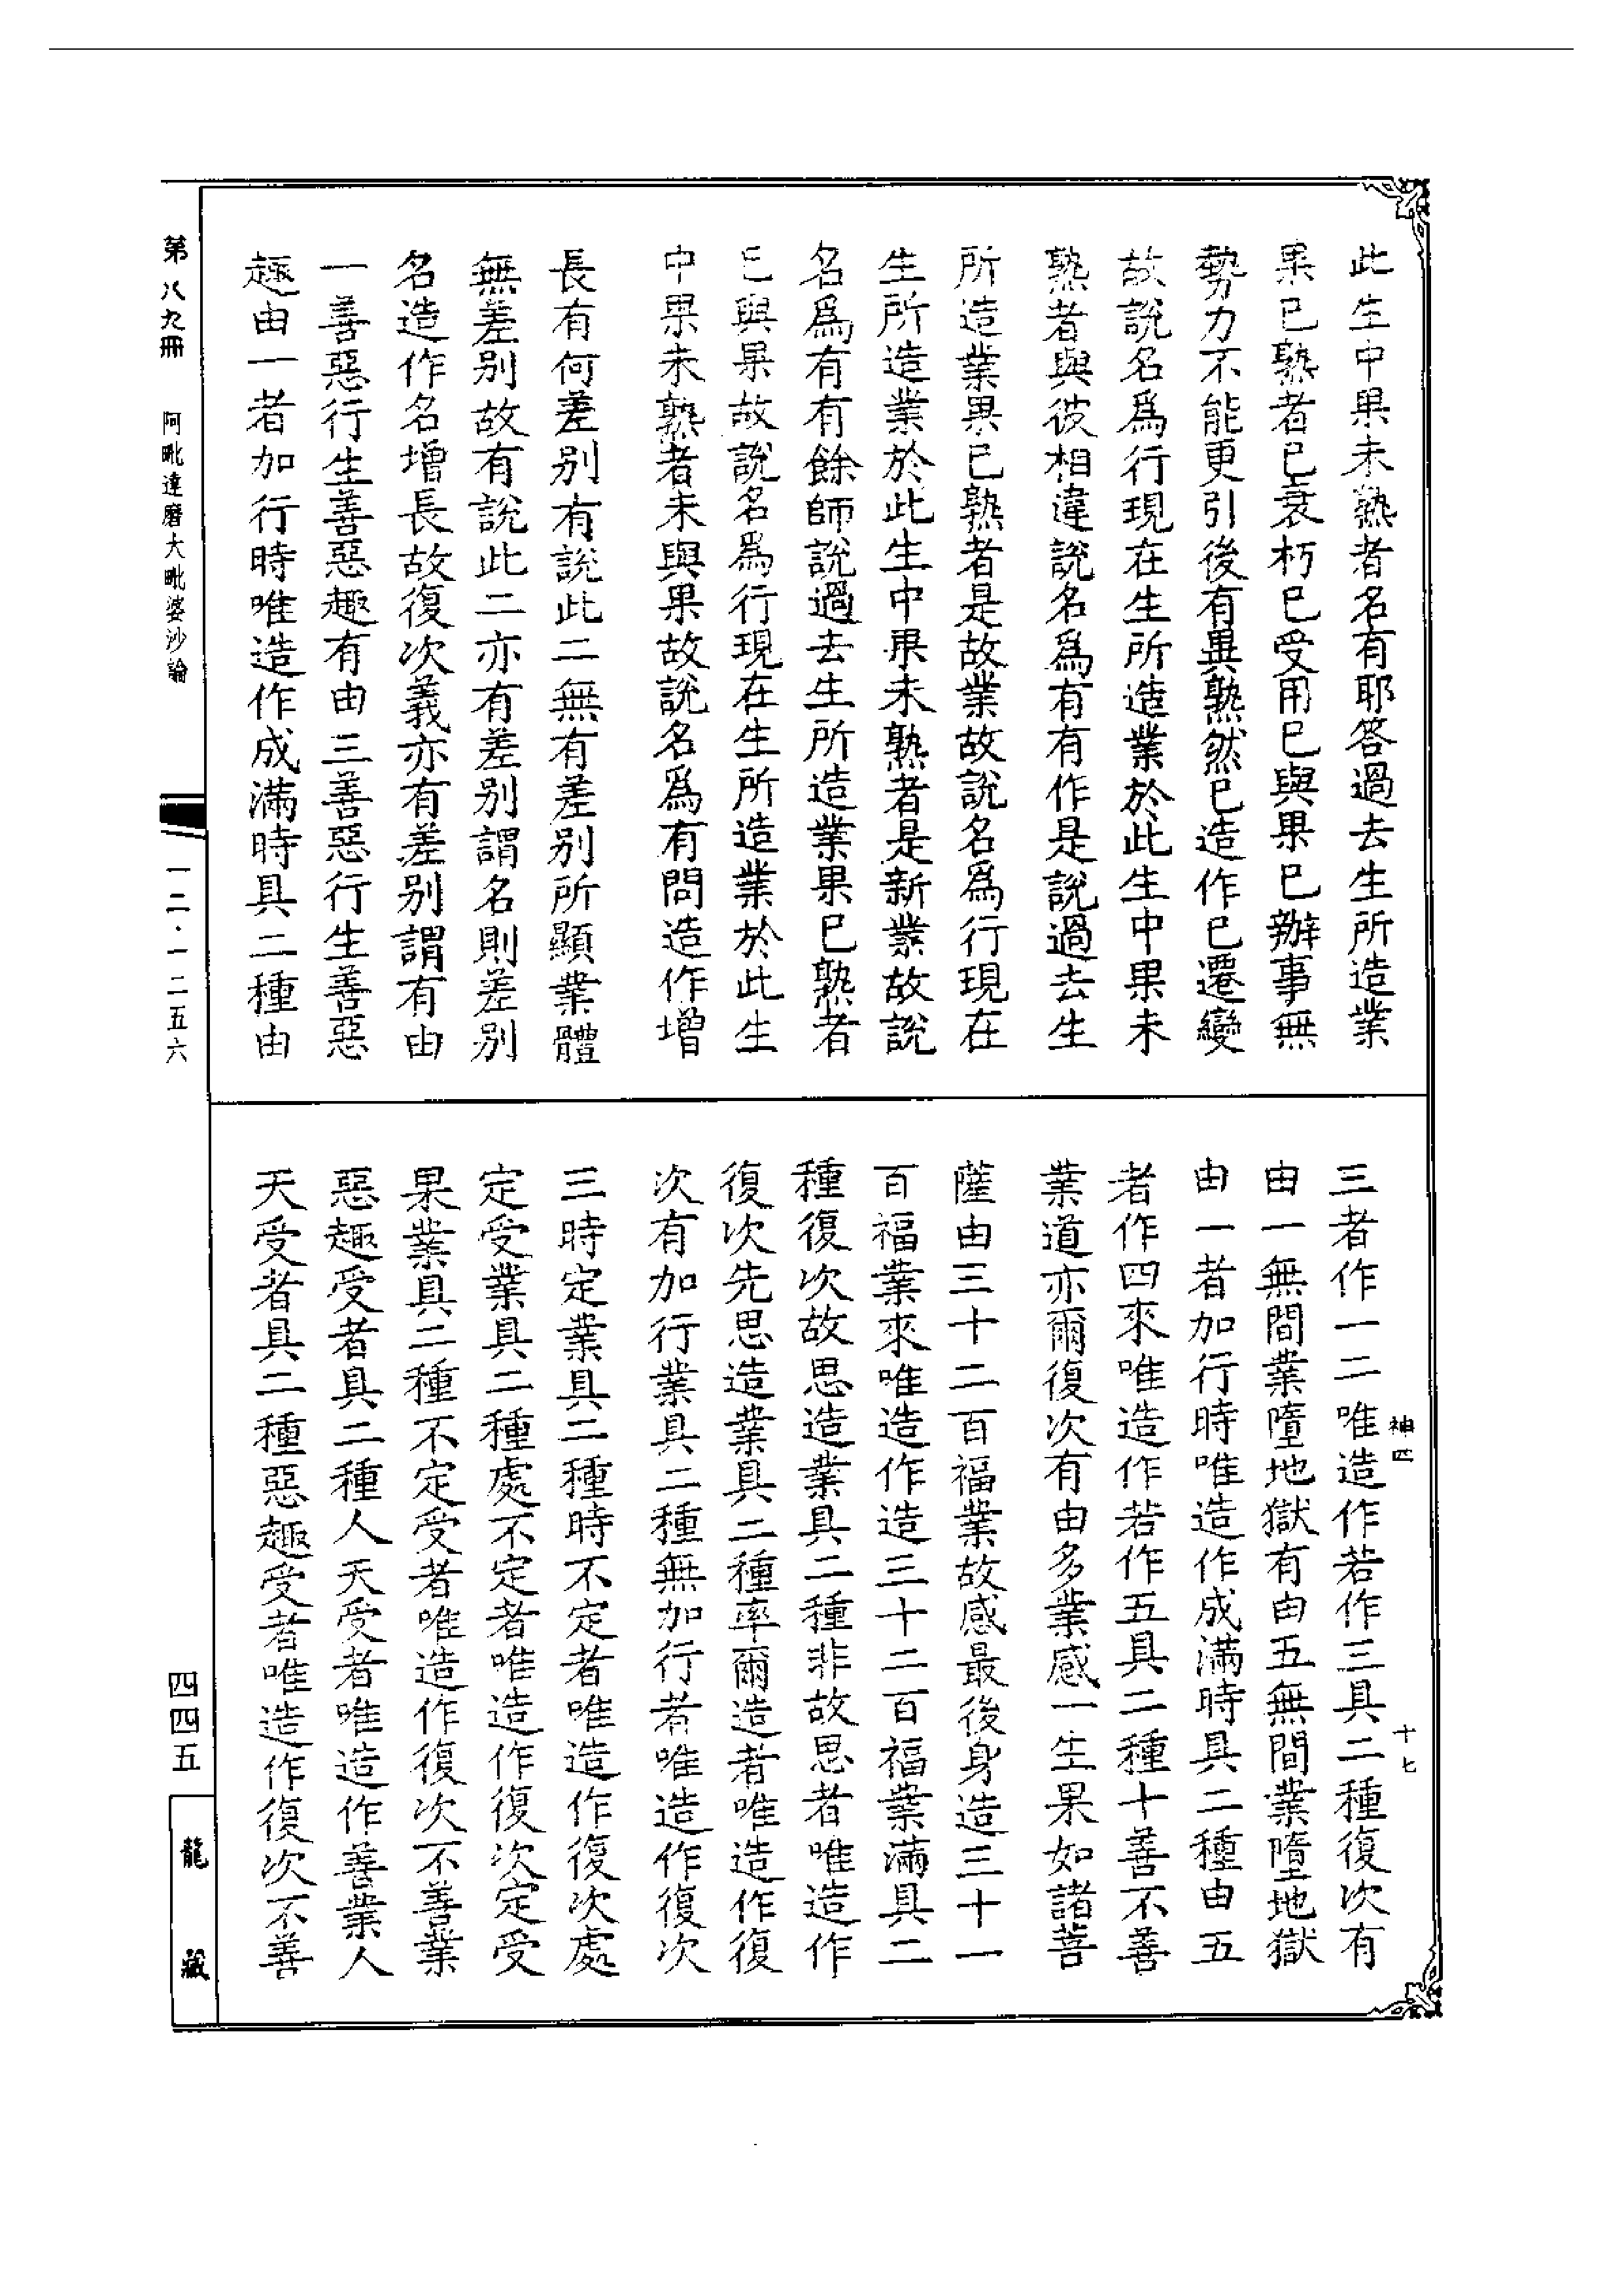 此生中果未熟者名有耶答過去生所造業
果已熟者已衰朽已受用已與果已辦事無
勢力不能更引後有異熟然已造作已遷變
故說名爲行現在生所造業於此生中果未
熟者與彼相違說名爲有有作是說過去生
所造業果已熟者是故業故說名爲行現在
生所造業於此生中果未熟者是新業故說
名爲有有餘師說過去生所造業果已熟者
已與果故說名爲行現在生所造業於此生
中果未熟者未與果故說名爲有問造作增
長有何差別有說此二無有差別所顯業體
無差別故有說此二亦有差別謂名則差別
名造作名增長故復次義亦有差別謂有由
一善惡行生善惡趣有由三善惡行生善惡
趣由一者加行時唯造作成滿時具二種由
三者作一二唯造作若作三具二種復次有
由一無間業墮地獄有由五無間業墮地獄
由一者加行時唯造作成滿時具二種由五
者作四來唯造作若作五具二種十善不善
業道亦爾復次有由多業感一生果如諸菩
薩由三十二百福業故感最後身造三十一
百福業來唯造作造三十二百福業滿具二
種復次故思造業具二種非故思者唯造作
復次先思造業具二種率爾造者唯造作復
次有加行業具二種無加行者唯造作復次
三時定業具二種時不定者唯造作復次處
定受業具二種處不定者唯造作復次定受
果業具二種不定受者唯造作復次不善業
惡趣受者具二種人天受者唯造作善業人
天受者具二種惡趣受者唯造作復次不善
袖四
十七
第八九冊
阿毗達磨大毗婆沙論
一二·一二五六
四四五
龍藏